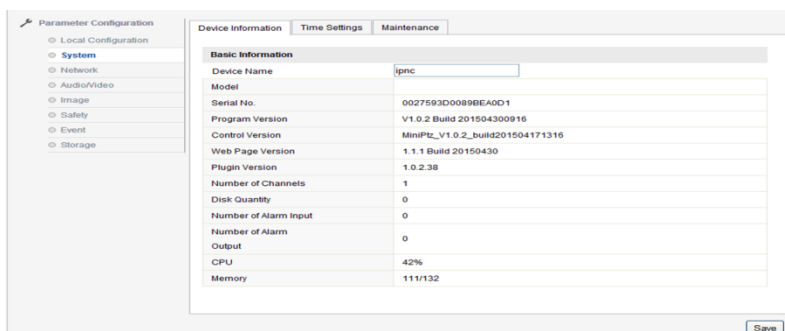 Parameter Configuration
Local Configuration
System
Network
Audio/Video
Image
Safety
Event
Storage
Device Information Time Settings Maintenance
Basic Information
Device Name ipnc
Model
Serial No. 0027593D0089BEA0D1
Program Version V1.0.2 Build 201504300916
Control Version MiniPtz_V1.0.2_build201504171316
Web Page Version 1.1.1 Build 20150430
Plugin Version 1.0.2.38
Number of Channels 1
Disk Quantity 0
Number of Alarm Input 0
Number of Alarm
Output 0
CPU 42%
Memory 111/132
Save